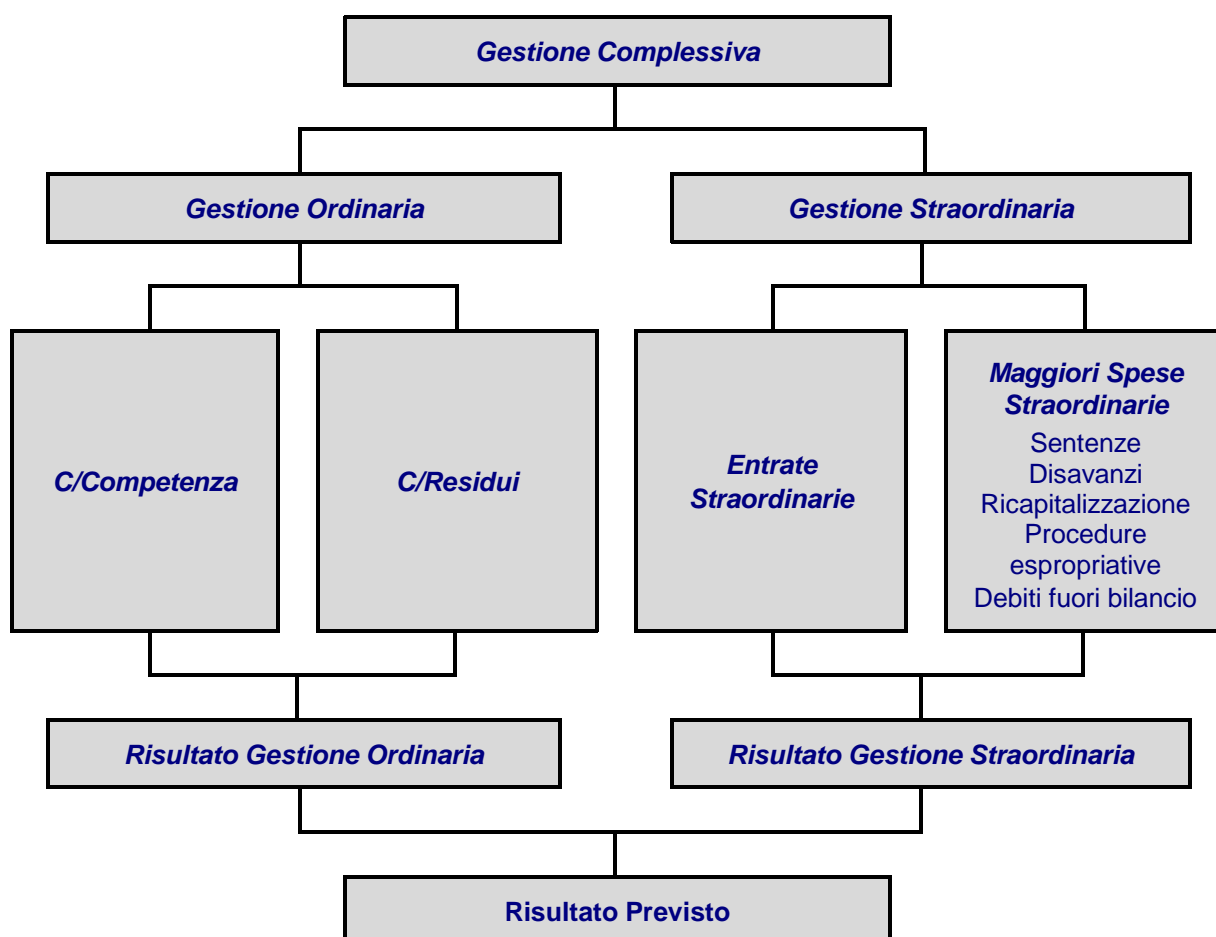 Gestione Complessiva
Gestione Ordinaria
Gestione Straordinaria
C/Competenza
C/Residui
Entrate
Straordinarie
Maggiori Spese
Straordinarie
Sentenze
Disavanzi
Ricapitalizzazione
Procedure
espropriative
Debiti fuori bilancio
Risultato Gestione Ordinaria
Risultato Gestione Straordinaria
Risultato Previsto